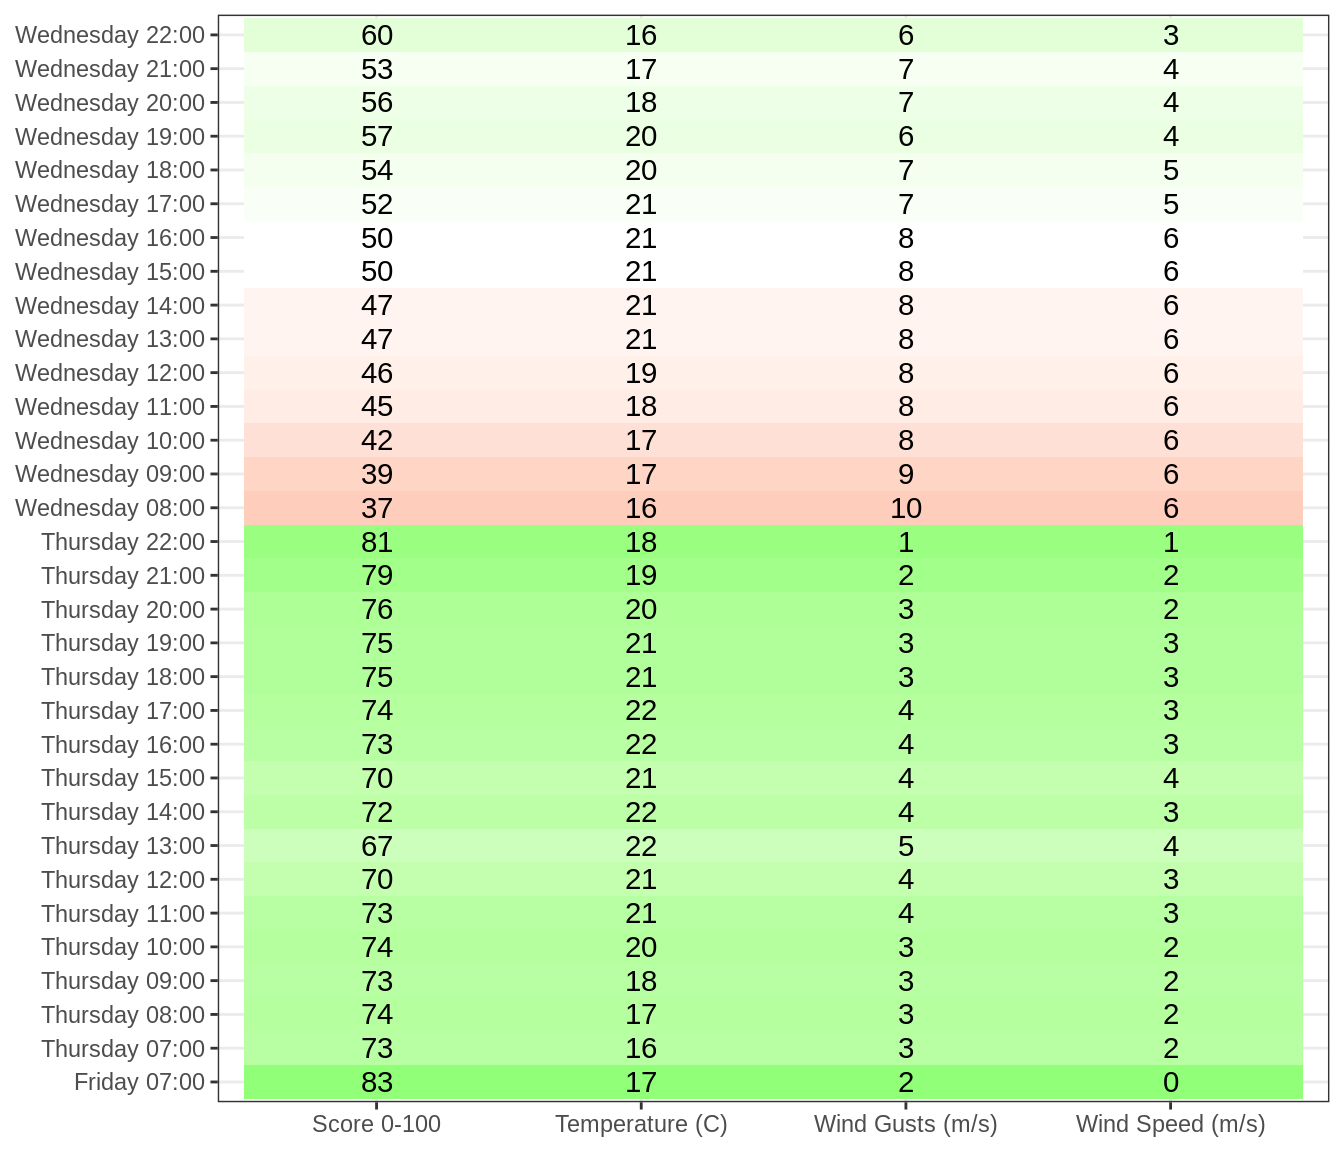 Wednesday 22:00 60 16 6 3
Wednesday 21:00 53 17 7 4
Wednesday 20:00 56 18 7 4
Wednesday 19:00 57 20 6 4
Wednesday 18:00 54 20 7 5
Wednesday 17:00 52 21 7 5
Wednesday 16:00 50 21 8 6
Wednesday 15:00 50 21 8 6
Wednesday 14:00 47 21 8 6
Wednesday 13:00 47 21 8 6
Wednesday 12:00 46 19 8 6
Wednesday 11:00 45 18 8 6
Wednesday 10:00 42 17 8 6
Wednesday 09:00 39 17 9 6
Wednesday 08:00 37 16 10 6
Thursday 22:00 81 18 1 1
Thursday 21:00 79 19 2 2
Thursday 20:00 76 20 3 2
Thursday 19:00 75 21 3 3
Thursday 18:00 75 21 3 3
Thursday 17:00 74 22 4 3
Thursday 16:00 73 22 4 3
Thursday 15:00 70 21 4 4
Thursday 14:00 72 22 4 3
Thursday 13:00 67 22 5 4
Thursday 12:00 70 21 4 3
Thursday 11:00 73 21 4 3
Thursday 10:00 74 20 3 2
Thursday 09:00 73 18 3 2
Thursday 08:00 74 17 3 2
Thursday 07:00 73 16 3 2
Friday 07:00 83 17 2 0
Score 0-100 Temperature (C) Wind Gusts (m/s) Wind Speed (m/s)